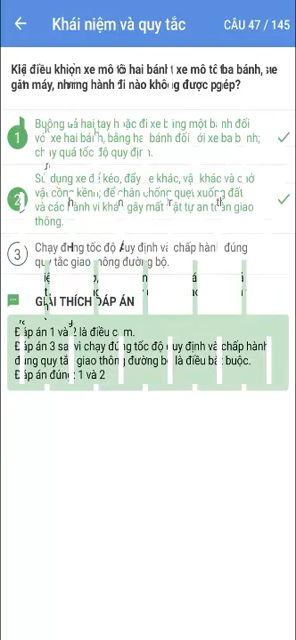 Khái niệm và quy tắc CÂU 47 / 145
điều khiển xe mô tô hai bánh, xe mô tô ba bánh, xe
gắn máy, những hành vi nào không được phép?
1 Buông cả hai tay hoặc đi xe bằng một bánh đối
với xe hai bánh, bằng hai bánh đối với xe ba bánh;
chạy quá tốc độ quy định.
2 Sử dụng xe để kéo, đẩy xe khác, vật khác và chở
vật cồng kềnh; để chân chống quẹt xuống đất
và các hành vi khác gây mất trật tự an toàn giao
thông.
3 Chạy đúng tốc độ quy định và chấp hành đúng
quy tắc giao thông đường bộ.
GIẢI THÍCH ĐÁP ÁN
Đáp án 1 và 2 là điều cấm.
Đáp án 3 sai vì chạy đúng tốc độ quy định và chấp hành
đúng quy tắc giao thông đường bộ là điều bắt buộc.
Đáp án đúng: 1 và 2